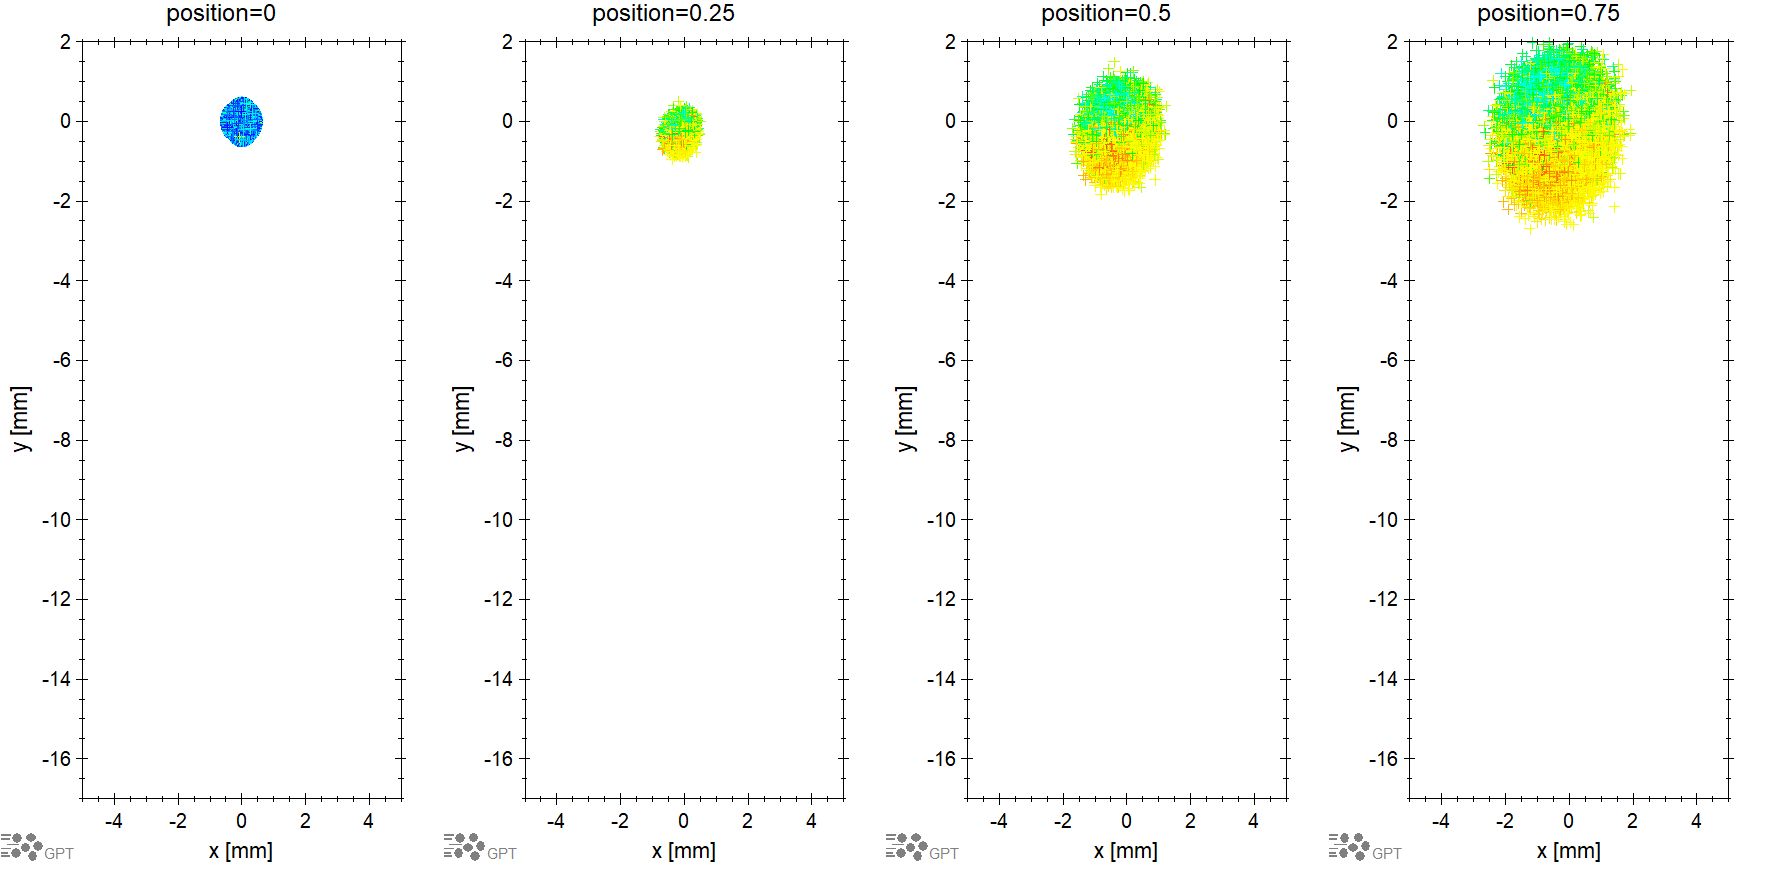 position=0
position=0.25
position=0.5
position=0.75
2
0
-2
-4
-6
-8
-10
-12
-14
-16
y [mm]
-4 -2 0 2 4
x [mm]
GPT
2
0
-2
-4
-6
-8
-10
-12
-14
-16
y [mm]
-4 -2 0 2 4
x [mm]
GPT
2
0
-2
-4
-6
-8
-10
-12
-14
-16
y [mm]
-4 -2 0 2 4
x [mm]
GPT
2
0
-2
-4
-6
-8
-10
-12
-14
-16
y [mm]
-4 -2 0 2 4
x [mm]
GPT